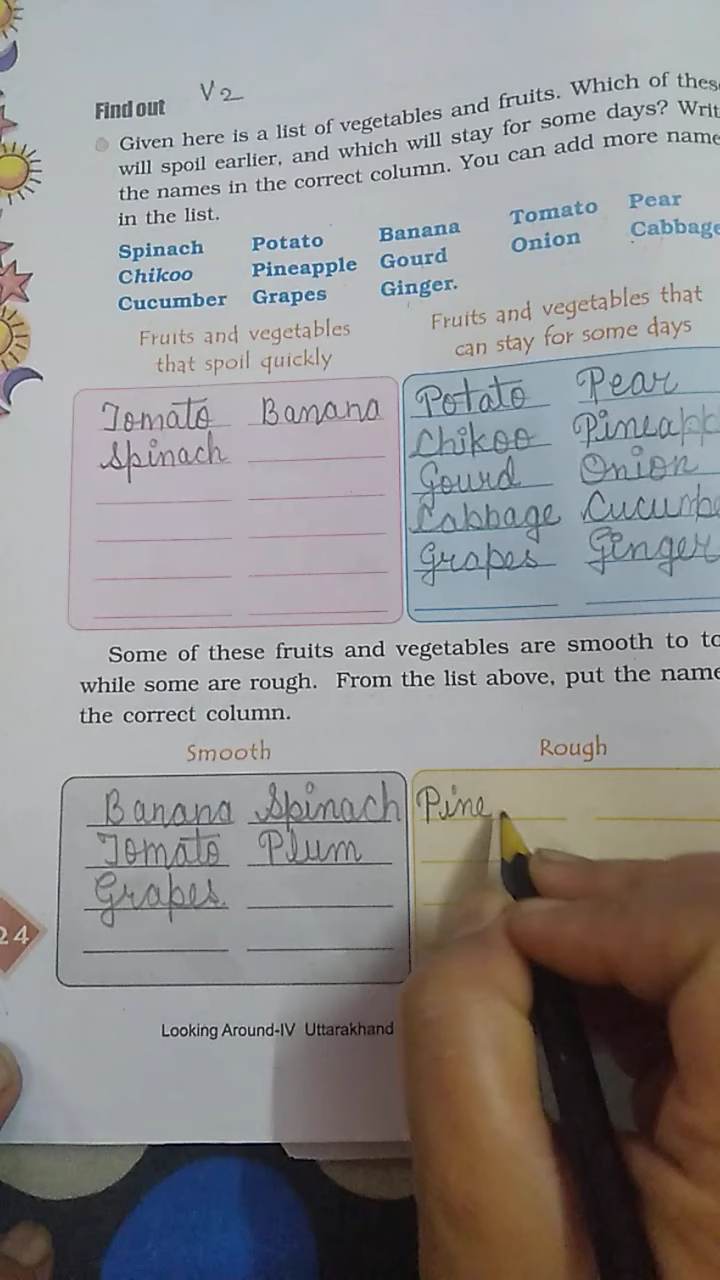 Find out V2
Given here is a list of vegetables and fruits. Which of these
will spoil earlier, and which will stay for some days? Writ
the names in the correct column. You can add more name
in the list.
Spinach Potato Banana Tomato Pear
Chikoo Pineapple Gourd Onion Cabbage
Cucumber Grapes Ginger.
Fruits and vegetables
that spoil quickly
Fruits and vegetables that
can stay for some days
Tomato Banana
Spinach
Potato Pear
Chikoo Pineapp
Gourd Onion
Cabbage Cucumbe
Grapes Ginger
Some of these fruits and vegetables are smooth to to
while some are rough. From the list above, put the name
the correct column.
Smooth
Rough
Banana Spinach
Tomato Plum
Grapes.
Pine
24
Looking Around-IV Uttarakhand